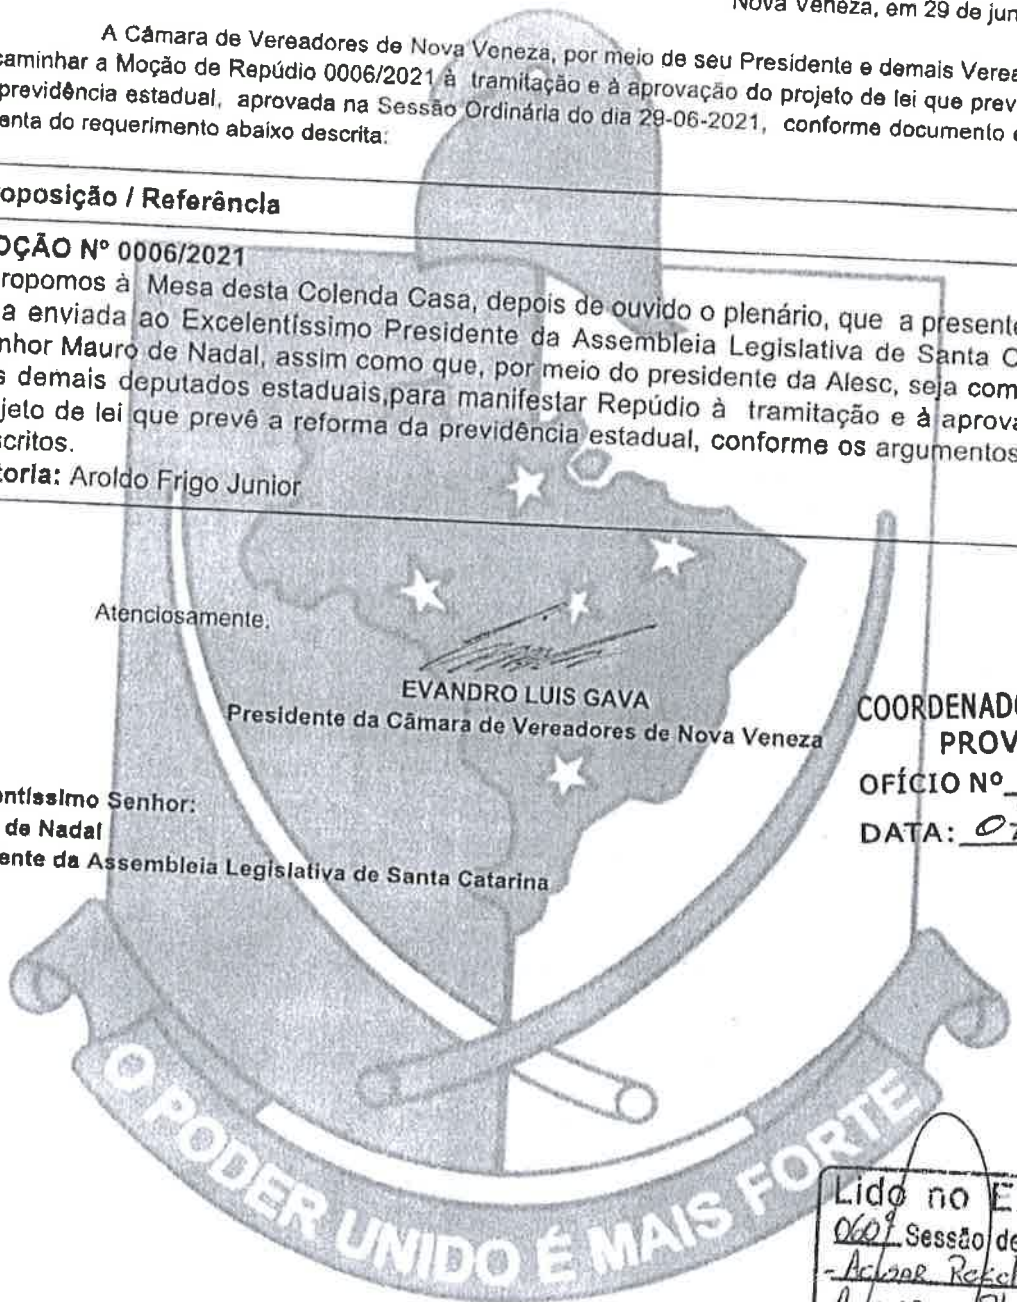 Nova Veneza, em 29 de jun
A Câmara de Vereadores de Nova Veneza, por meio de seu Presidente e demais Verea
caminhar a Moção de Repúdio 0006/2021 à tramitação e à aprovação do projeto de lei que prev
previdência estadual, aprovada na Sessão Ordinária do dia 29-06-2021, conforme documento e
enta do requerimento abaixo descrita:
oposição / Referência
OÇÃO Nº 0006/2021
ropomos à Mesa desta Colenda Casa, depois de ouvido o plenário, que a presente
a enviada ao Excelentíssimo Presidente da Assembleia Legislativa de Santa C
nhor Mauro de Nadal, assim como que, por meio do presidente da Alesc, seja com
s demais deputados estaduais,para manifestar Repúdio à tramitação e à aprova
jeto de lei que prevê a reforma da previdência estadual, conforme os argumentos
scritos.
toria: Aroldo Frigo Junior
Atenciosamente.
EVANDRO LUIS GAVA
Presidente da Câmara de Vereadores de Nova Veneza
COORDENADO
PROV
OFÍCIO Nº
DATA: 07
entíssimo Senhor:
de Nadal
ente da Assembleia Legislativa de Santa Catarina
O PODER UNIDO É MAIS FORTE
Lido no E
060ª Sessão de